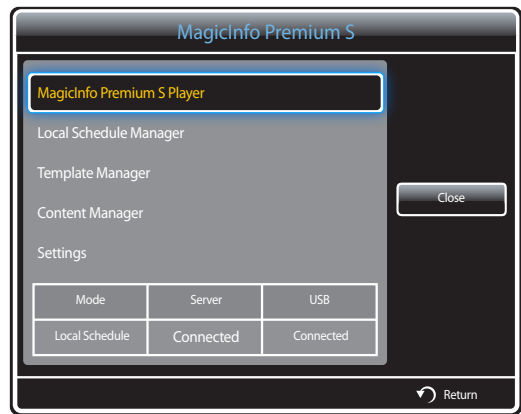 MagicInfo Premium S
MagicInfo Premium S Player
Local Schedule Manager
Template Manager
Content Manager
Settings
Close
Mode Server USB
Local Schedule Connected Connected
Return